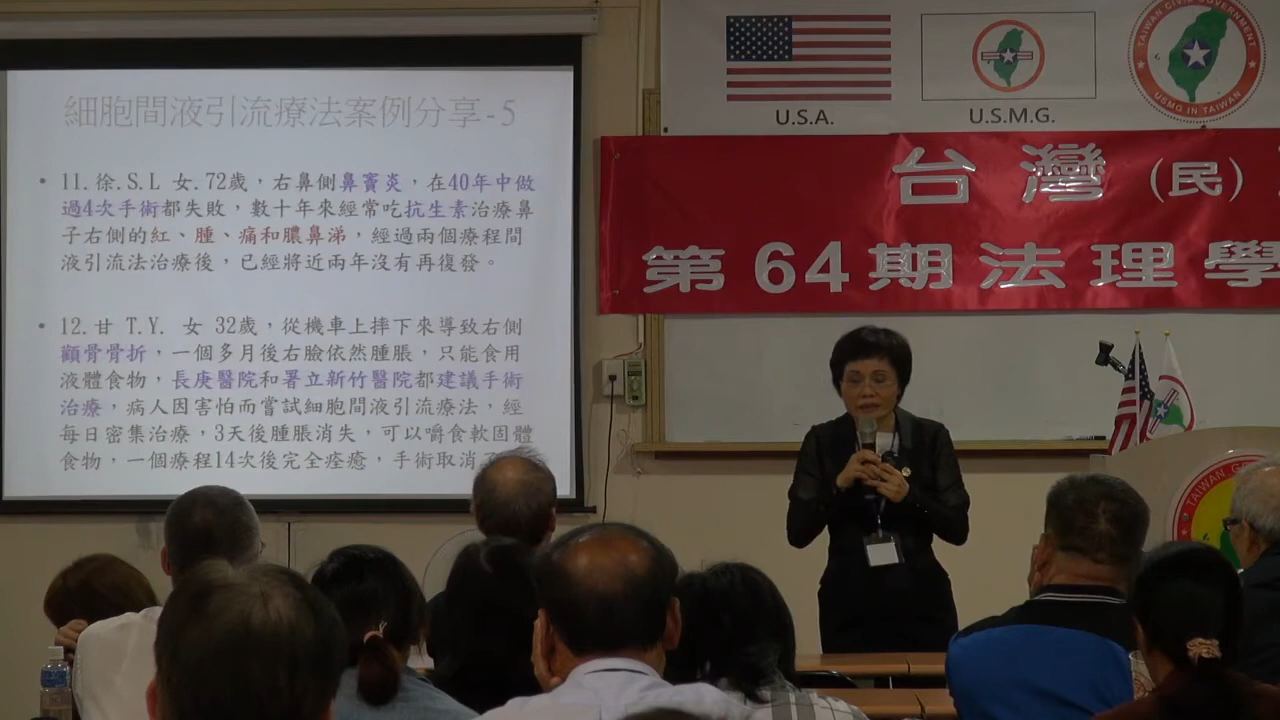 細胞間液引流療法案例分享-5
• 11.徐.S.L 女.72歲，右鼻側鼻竇炎，在40年中做
過4次手術都失敗，數十年來經常吃抗生素治療鼻
子右側的紅、腫、痛和膿鼻涕，經過兩個療程間
液引流法治療後，已經將近兩年沒有再復發。
• 12.甘 T.Y. 女 32歲，從機車上摔下來導致右側
顴骨骨折，一個多月後右臉依然腫脹，只能食用
液體食物，長庚醫院和署立新竹醫院都建議手術
治療，病人因害怕而嘗試細胞間液引流療法，經
每日密集治療，3天後腫脹消失，可以嚼食軟固體
食物，一個療程14次後完全痊癒，手術取消
U.S.A.
U.S.M.G.
TAIWAN CIVIL GOVERNMENT
USMG IN TAIWAN
台灣(民)
第64期法理學
TAIWAN